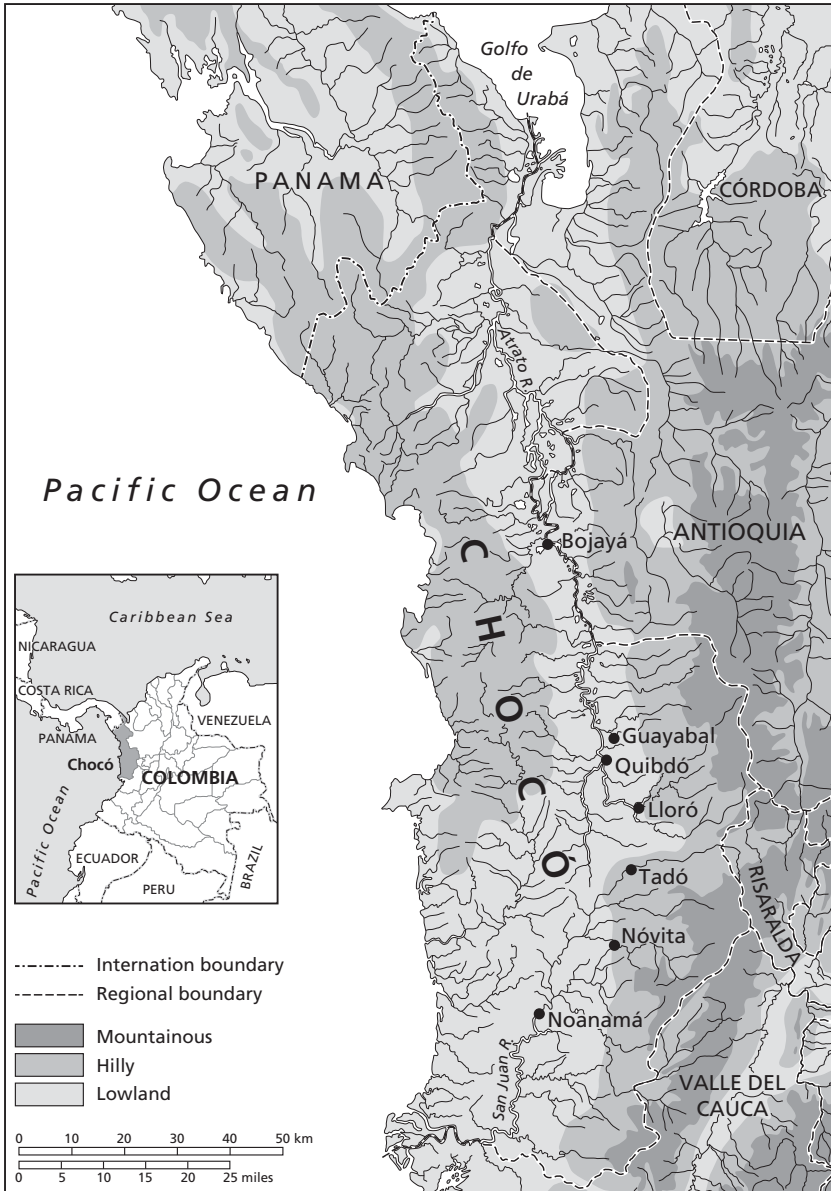 Golfo
de
Urabá
PANAMA
CÓRDOBA
Atrato R.
Pacific Ocean
ANTIOQUIA
Bojayá
CHOCÓ
Guayabal
Quibdó
Lloró
Tadó
RISARALDA
Nóvita
Noanamá
San Juan R.
VALLE DEL
CAUCA
Caribbean Sea
NICARAGUA
COSTA RICA
VENEZUELA
PANAMA
Chocó
COLOMBIA
Pacific Ocean
ECUADOR
PERU
BRAZIL
Internation boundary
Regional boundary
Mountainous
Hilly
Lowland
0 10 20 30 40 50 km
0 5 10 15 20 25 miles